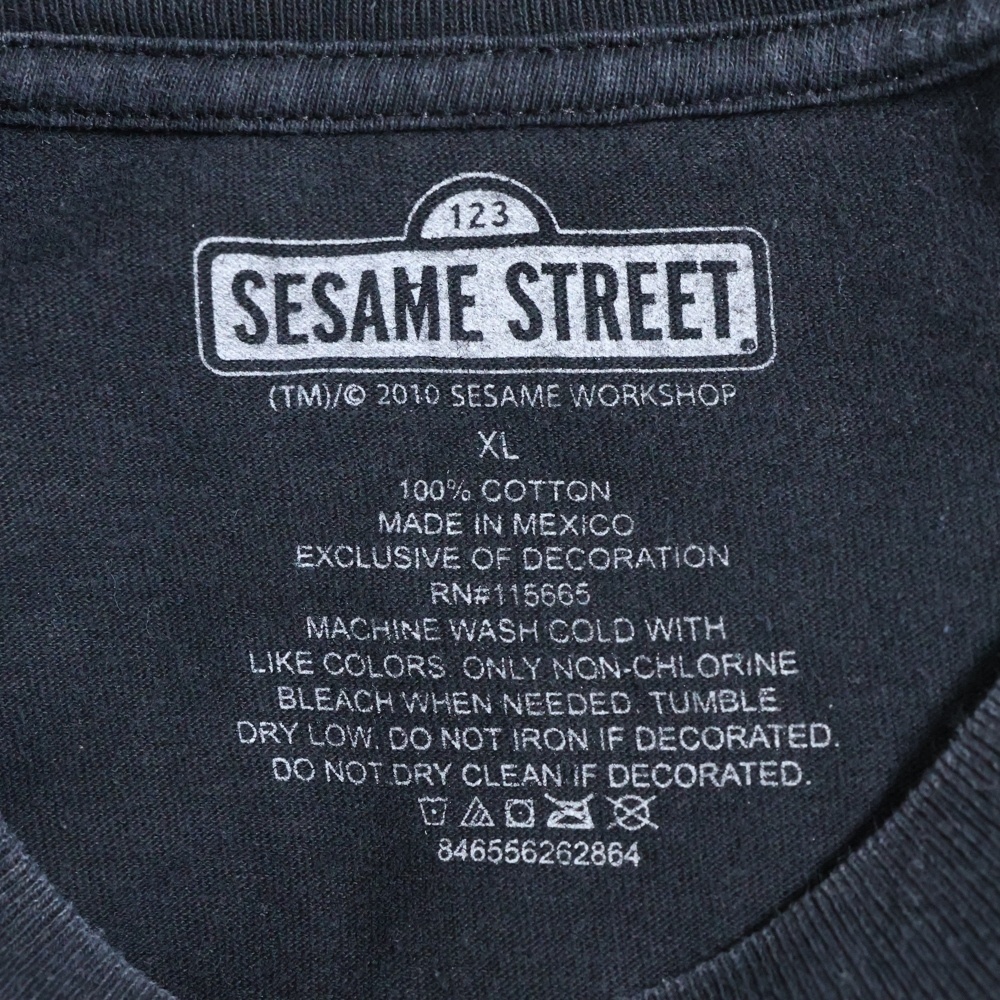 123
SESAME STREET®
(TM)/© 2010 SESAME WORKSHOP
XL
100% COTTON
MADE IN MEXICO
EXCLUSIVE OF DECORATION
RN#115665
MACHINE WASH COLD WITH
LIKE COLORS. ONLY NON-CHLORINE
BLEACH WHEN NEEDED. TUMBLE
DRY LOW. DO NOT IRON IF DECORATED.
DO NOT DRY CLEAN IF DECORATED.
846556262864